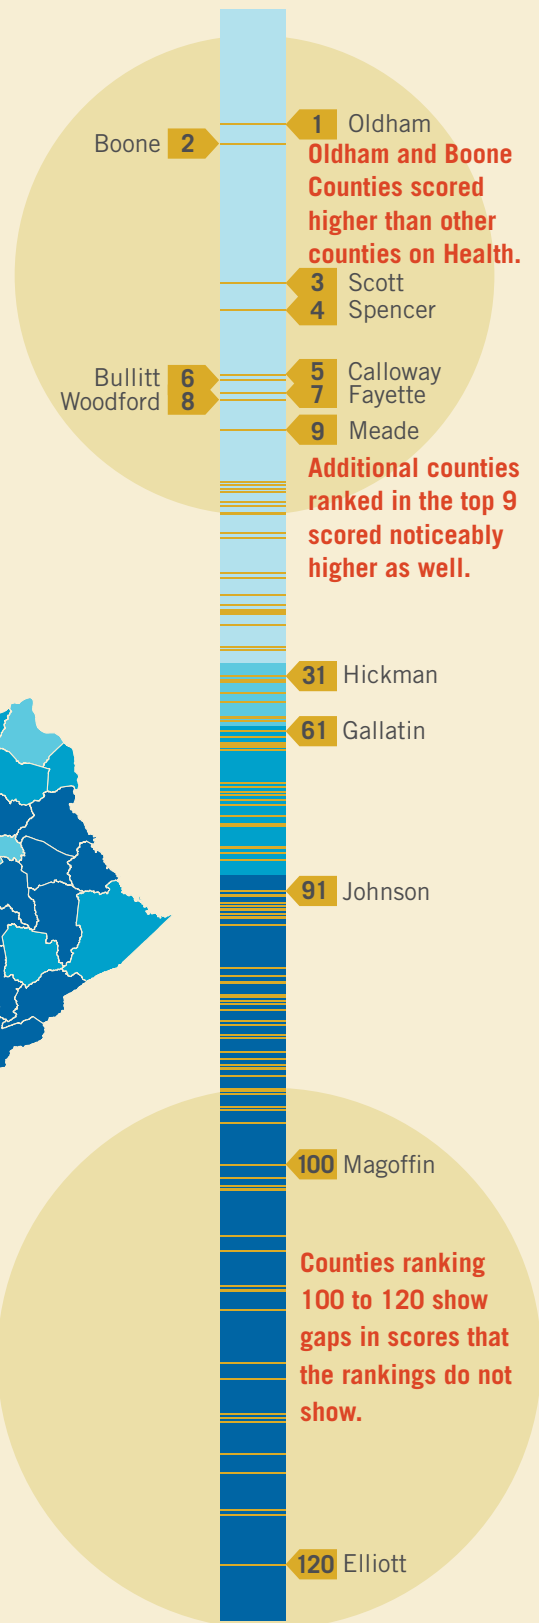 1 Oldham
Boone 2
Oldham and Boone
Counties scored
higher than other
counties on Health.
3 Scott
4 Spencer
5 Calloway
Bullitt 6
7 Fayette
Woodford 8
9 Meade
Additional counties
ranked in the top 9
scored noticeably
higher as well.
31 Hickman
61 Gallatin
91 Johnson
100 Magoffin
Counties ranking
100 to 120 show
gaps in scores that
the rankings do not
show.
120 Elliott